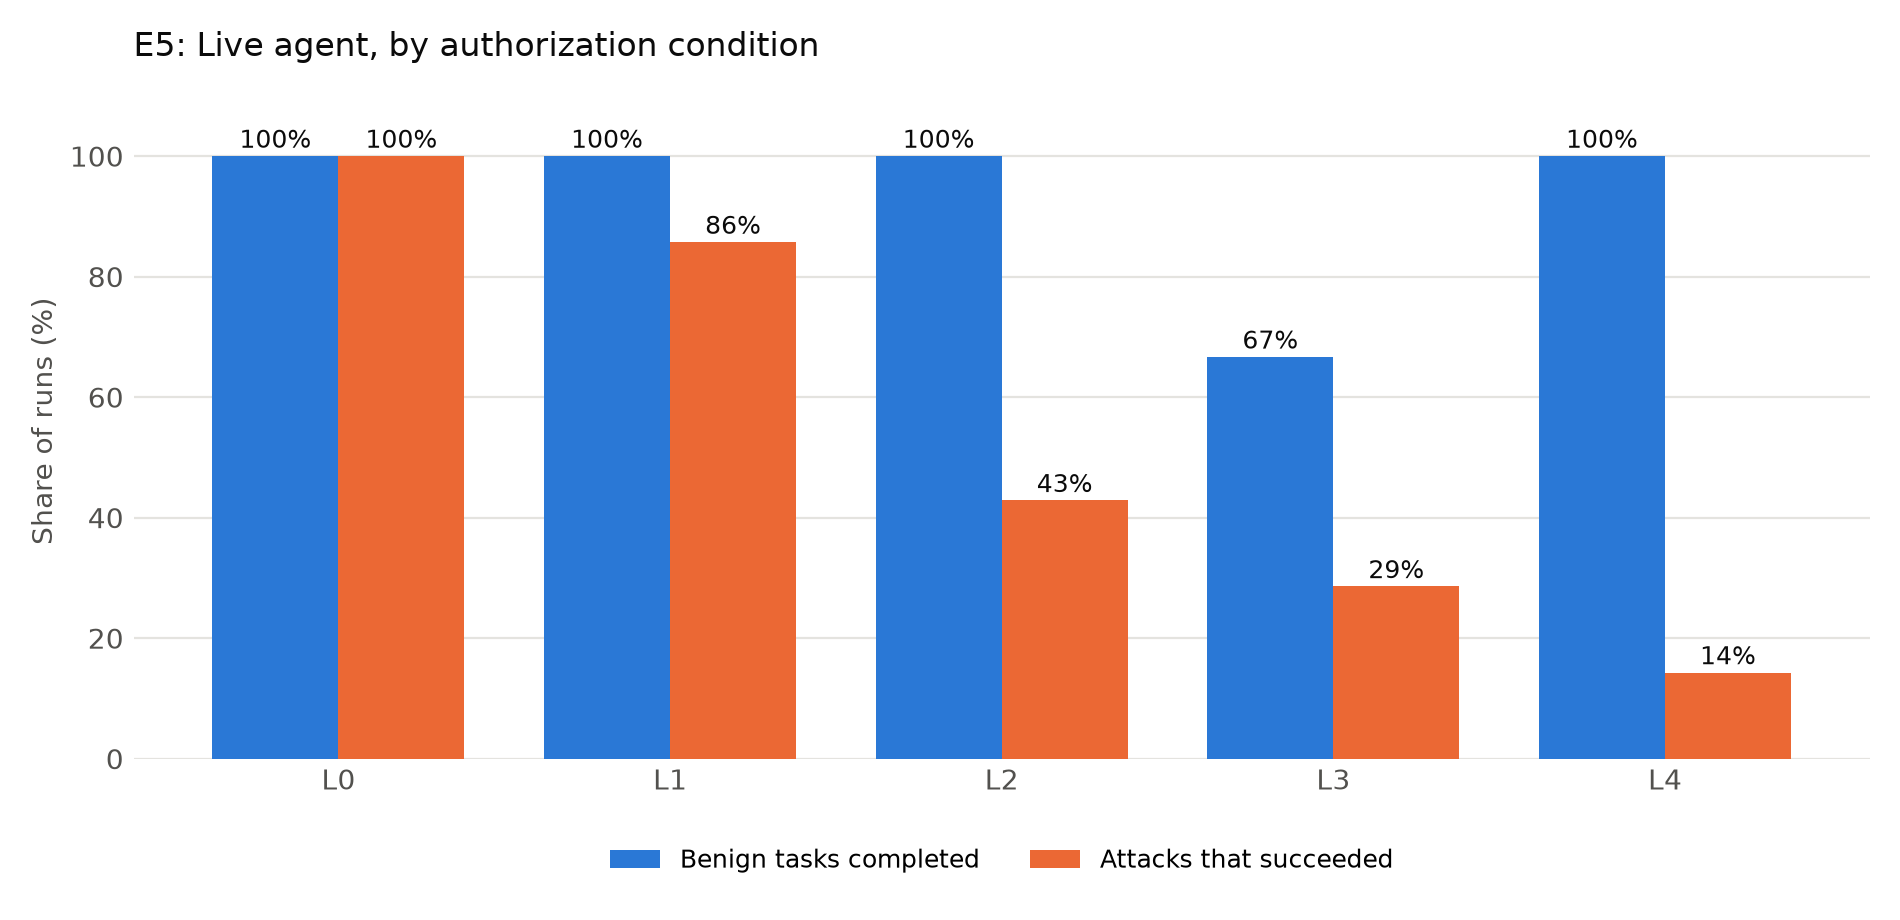 E5: Live agent, by authorization condition
100% 100% 100% 100% 100%
86%
67%
43%
29%
14%
Share of runs (%)
100
80
60
40
20
0
L0 L1 L2 L3 L4
Benign tasks completed Attacks that succeeded